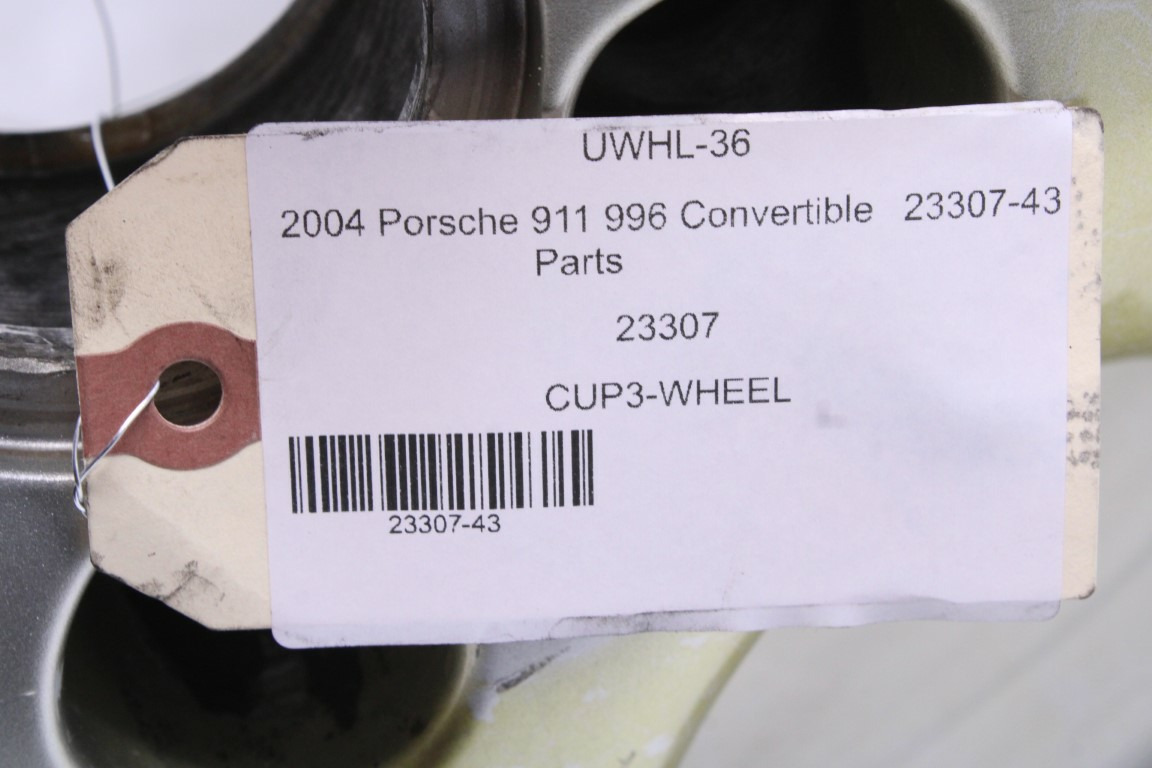 UWHL-36
2004 Porsche 911 996 Convertible 23307-43
Parts
23307
CUP3-WHEEL
23307-43